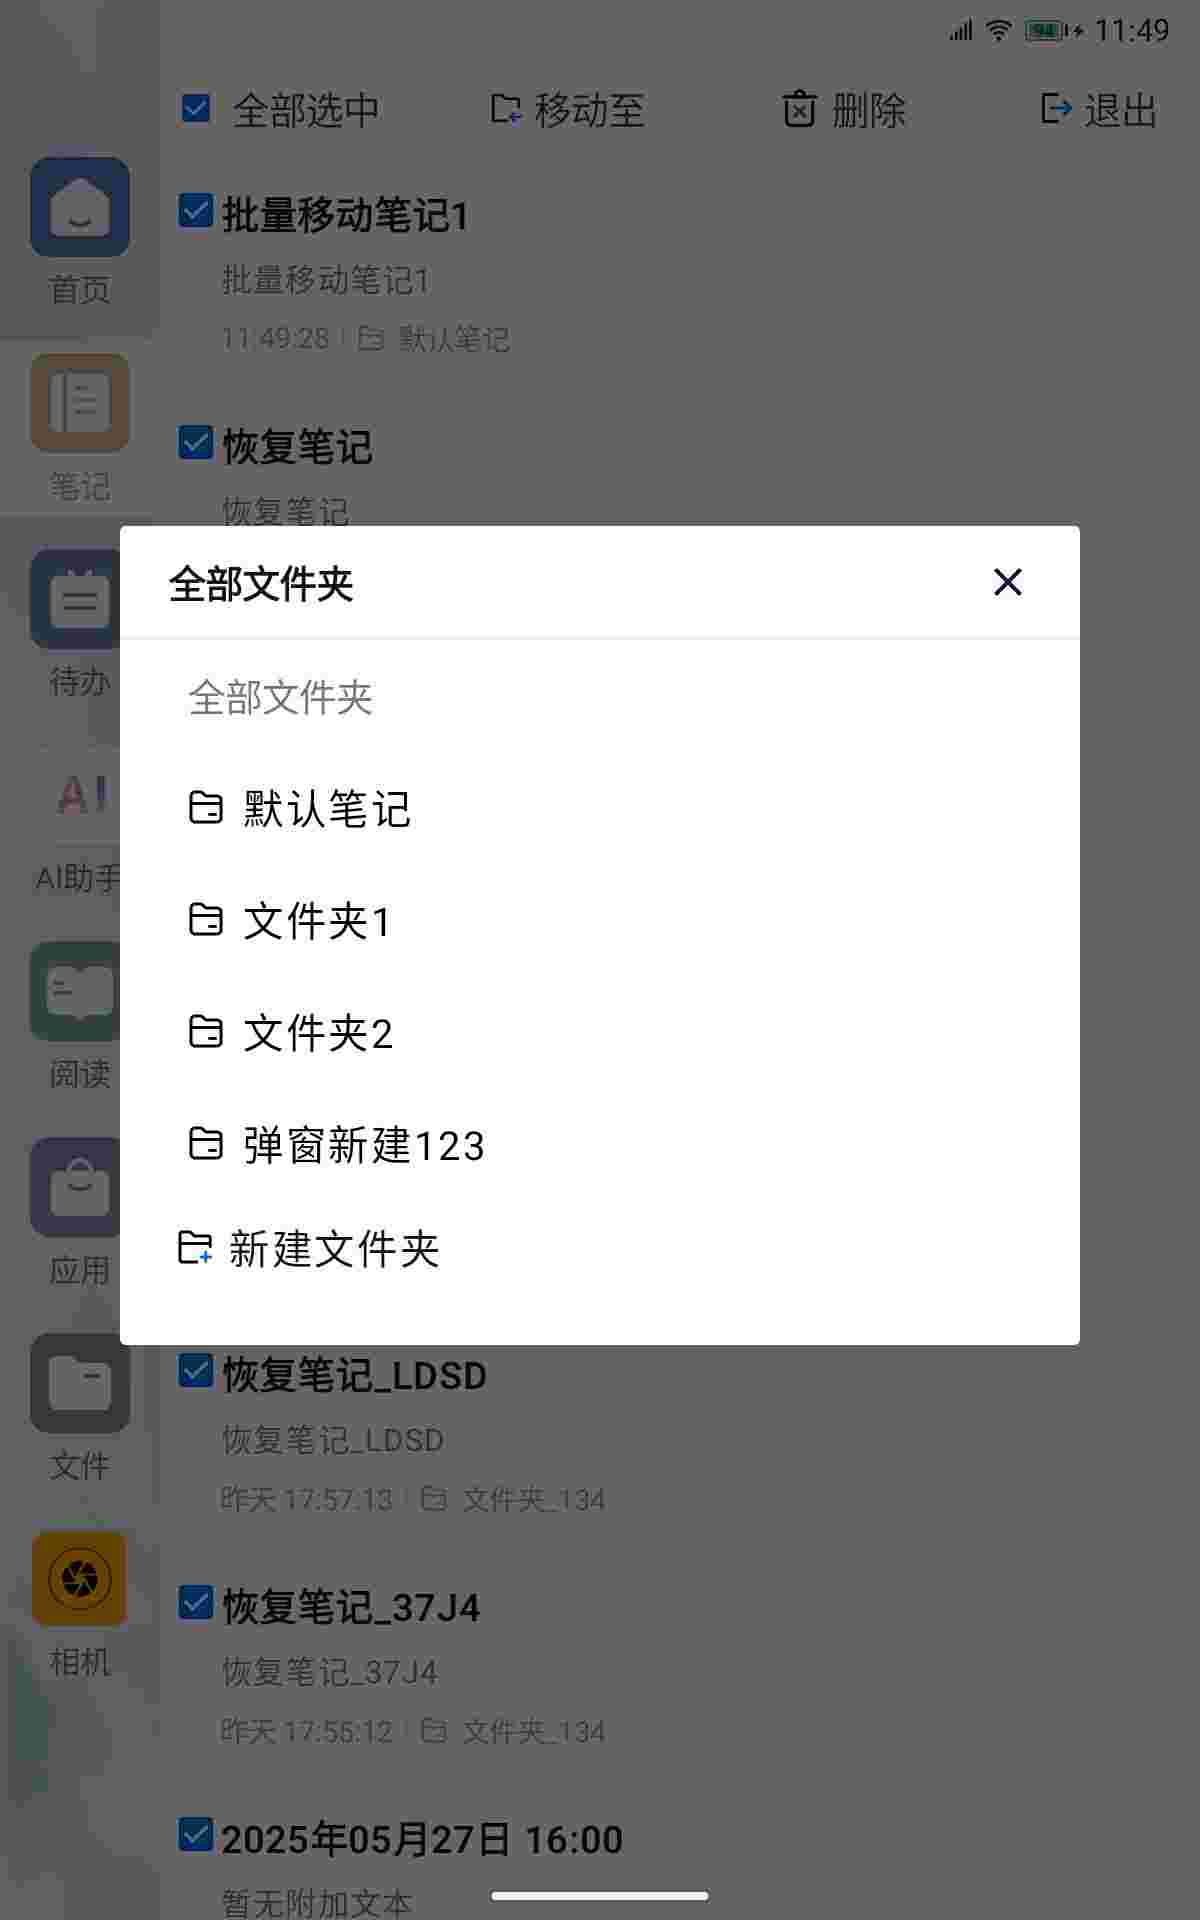 94 11:49
全部选中 移动至 删除 退出
批量移动笔记1
批量移动笔记1
11:49:28 默认笔记
恢复笔记
恢复笔记
首页
笔记
待办
AI
AI助手
阅读
应用
文件
相机
全部文件夹
全部文件夹
默认笔记
文件夹1
文件夹2
弹窗新建123
新建文件夹
恢复笔记_LDSD
恢复笔记_LDSD
昨天 17:57:13 文件夹_134
恢复笔记_37J4
恢复笔记_37J4
昨天 17:55:12 文件夹_134
2025年05月27日 16:00
暂无附加文本